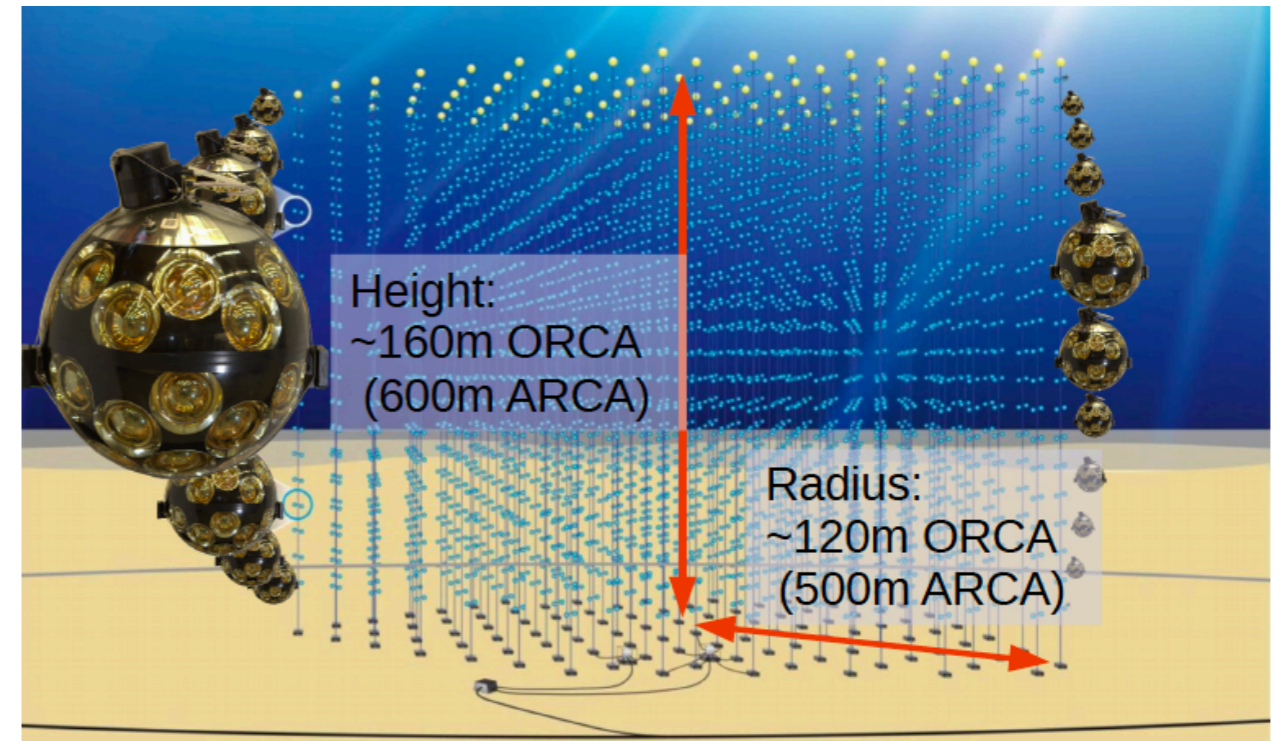 Height:
~160m ORCA
(600m ARCA)
Radius:
~120m ORCA
(500m ARCA)